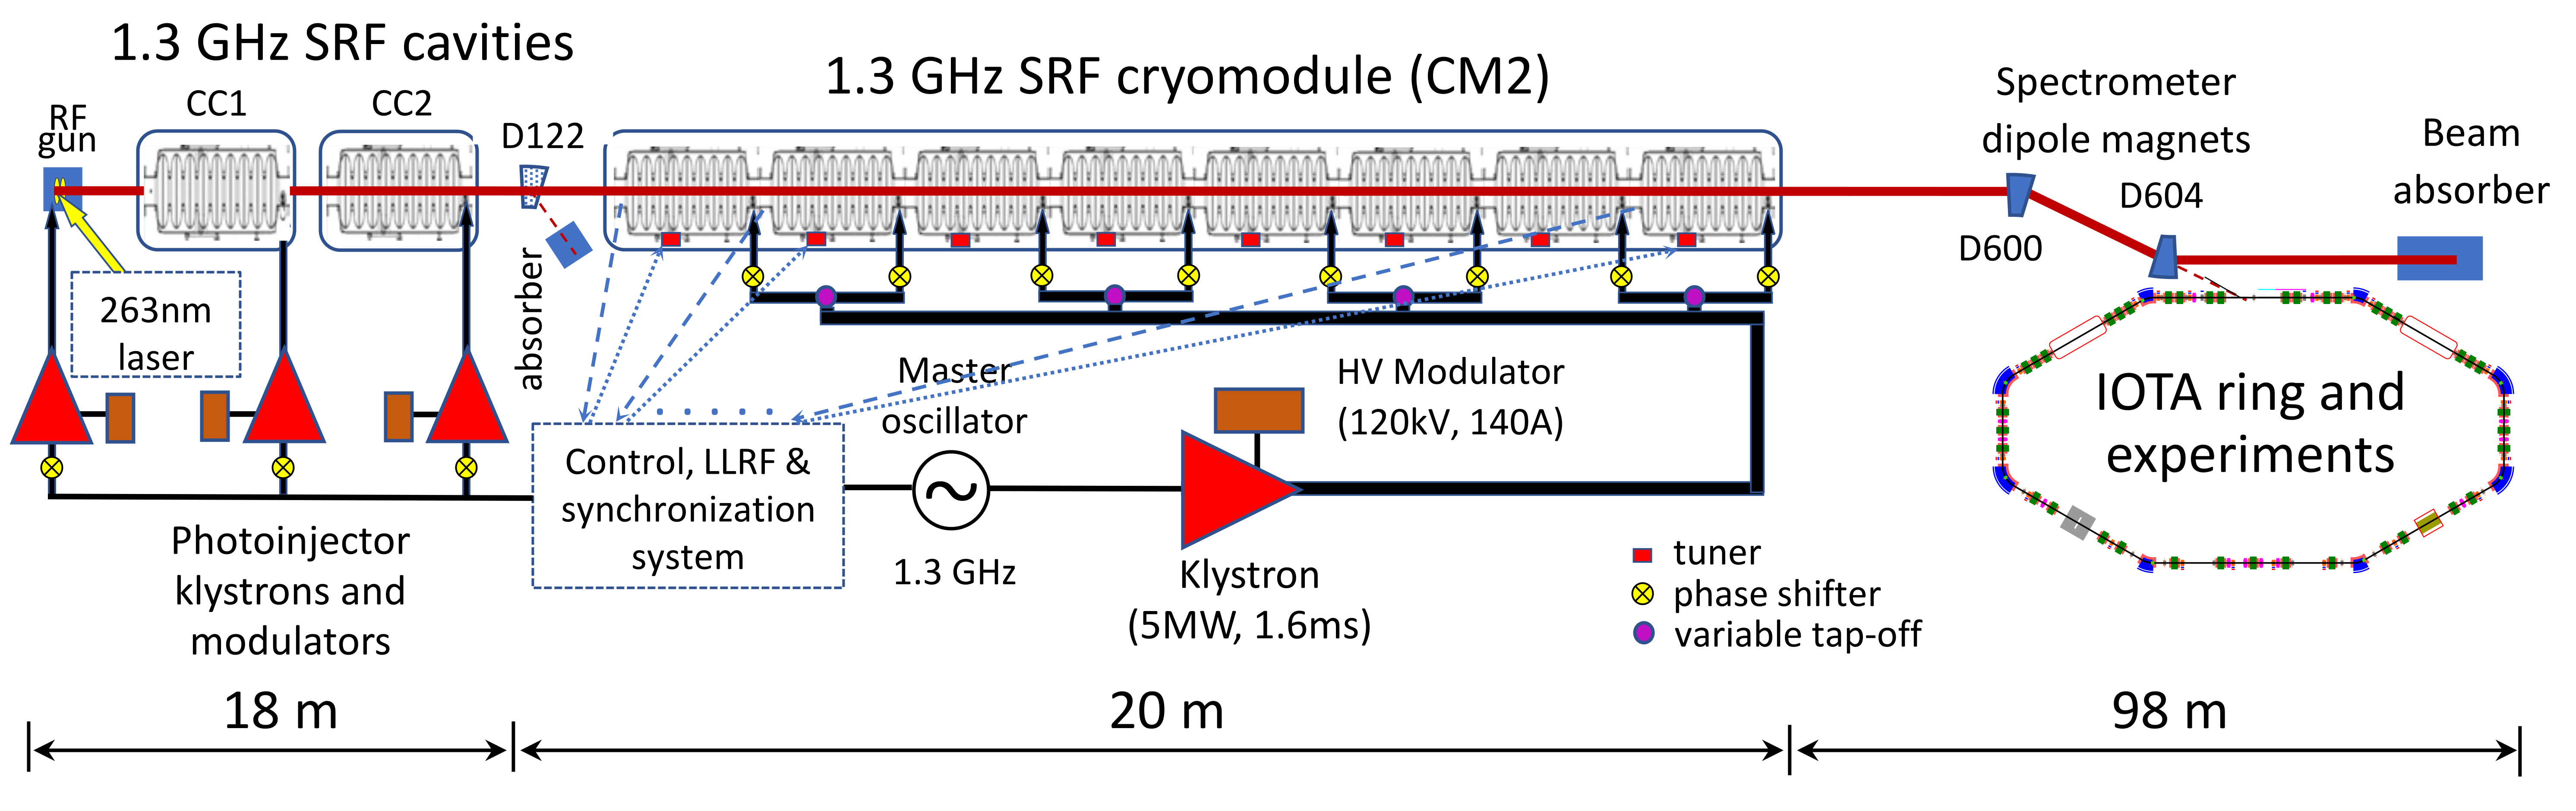 1.3 GHz SRF cavities
1.3 GHz SRF cryomodule (CM2)
RF
gun
CC1
CC2
D122
absorber
263nm
laser
Spectrometer
dipole magnets
D600
D604
Beam
absorber
Master
oscillator
1.3 GHz
HV Modulator
(120kV, 140A)
Control, LLRF &
synchronization
system
Klystron
(5MW, 1.6ms)
Photoinjector
klystrons and
modulators
IOTA ring and
experiments
tuner
phase shifter
variable tap-off
18 m
20 m
98 m